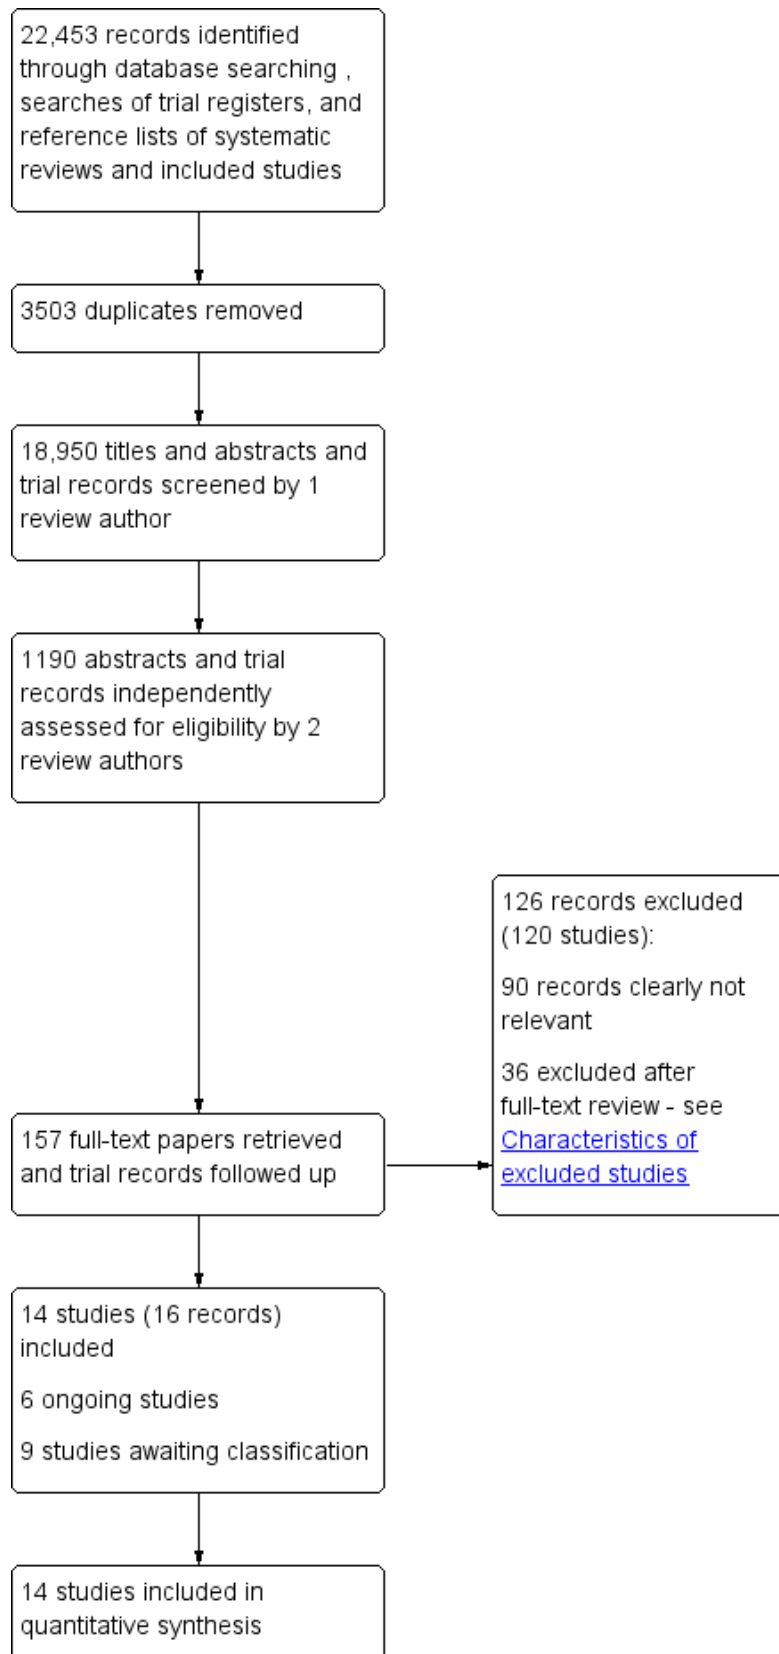 22,453 records identified
through database searching ,
searches of trial registers, and
reference lists of systematic
reviews and included studies
3503 duplicates removed
18,950 titles and abstracts and
trial records screened by 1
review author
1190 abstracts and trial
records independently
assessed for eligibility by 2
review authors
126 records excluded
(120 studies):
90 records clearly not
relevant
36 excluded after
full-text review - see
Characteristics of
excluded studies
157 full-text papers retrieved
and trial records followed up
14 studies (16 records)
included
6 ongoing studies
9 studies awaiting classification
14 studies included in
quantitative synthesis